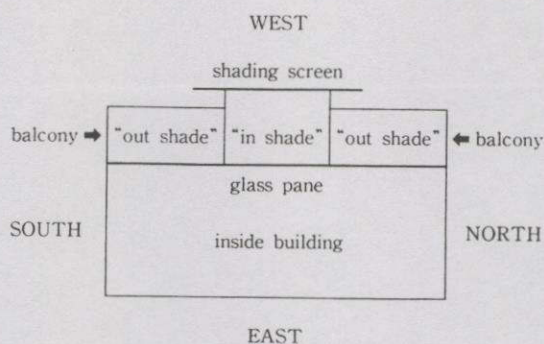 WEST
shading screen
balcony ➡ "out shade" "in shade" "out shade" ⬅ balcony
glass pane
SOUTH inside building NORTH
EAST